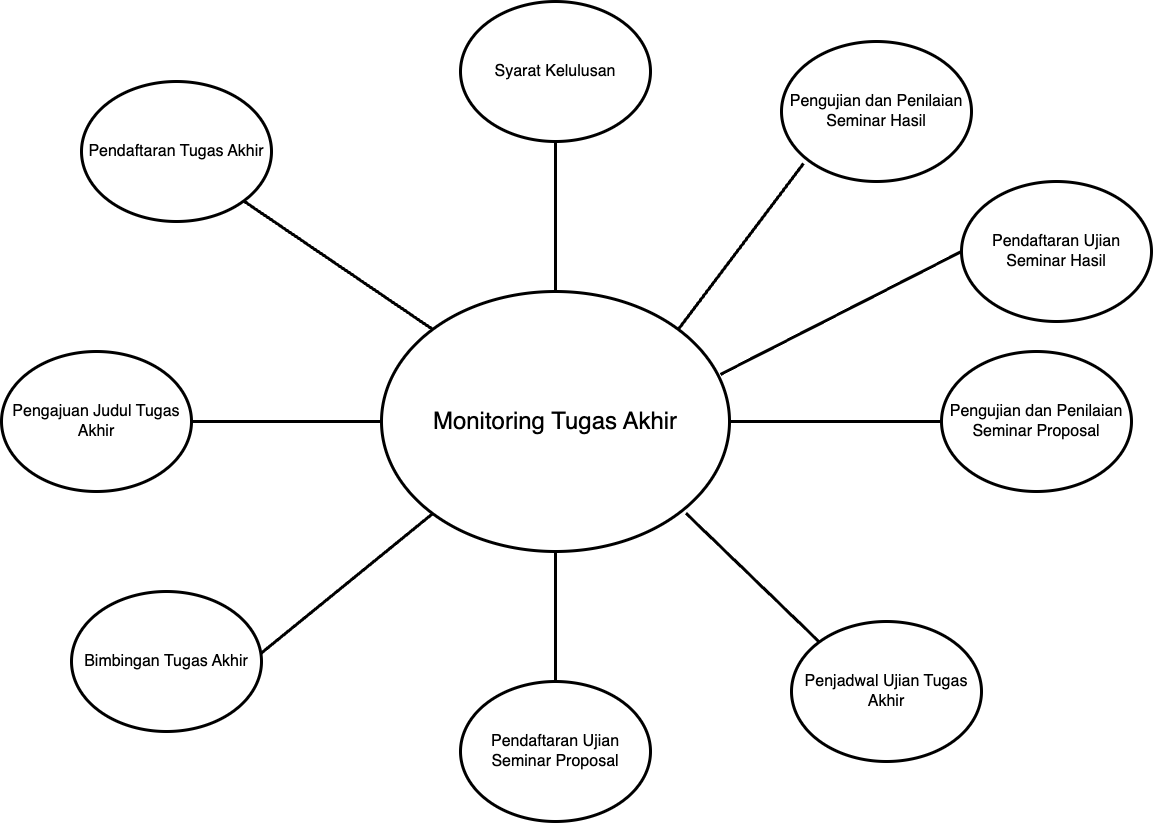 Syarat Kelulusan
Pengujian dan Penilaian
Seminar Hasil
Pendaftaran Tugas Akhir
Pendaftaran Ujian
Seminar Hasil
Pengajuan Judul Tugas
Akhir
Monitoring Tugas Akhir
Pengujian dan Penilaian
Seminar Proposal
Bimbingan Tugas Akhir
Penjadwal Ujian Tugas
Akhir
Pendaftaran Ujian
Seminar Proposal